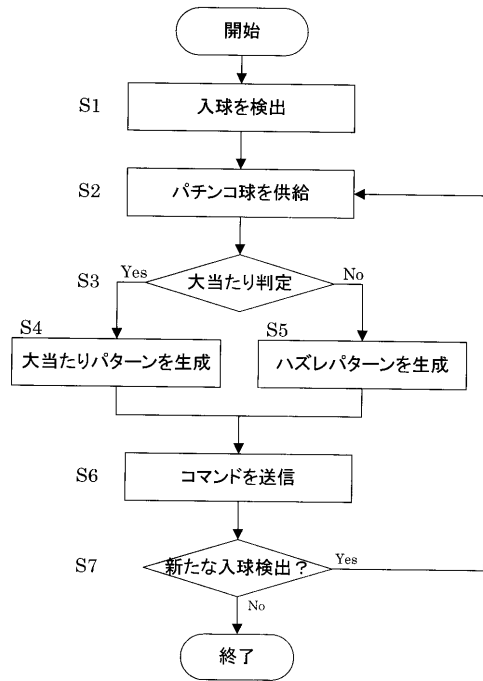 開始
S1
入球を検出
S2
パチンコ球を供給
S3
Yes
大当たり判定
No
S4
大当たりパターンを生成
S5
ハズレパターンを生成
S6
コマンドを送信
S7
新たな入球検出？
Yes
No
終了